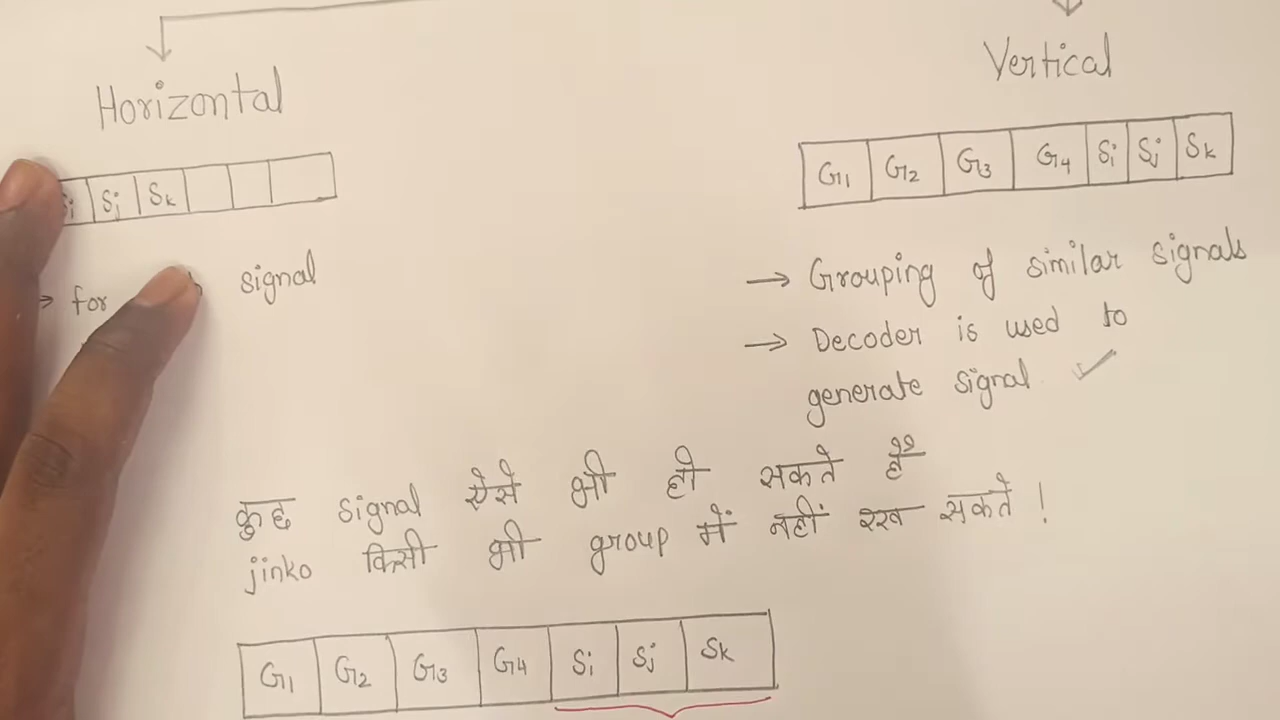 Horizontal
Vertical
Sj Sk
G1 G2 G3 G4 Si Sj Sk
→ for signal
→ Grouping of similar signals
→ Decoder is used to
generate signal ✓
कुछ signal ऐसे भी हो सकते हैं
jinko किसी भी group में नहीं रख सकते !
G1 G2 G3 G4 Si Sj Sk